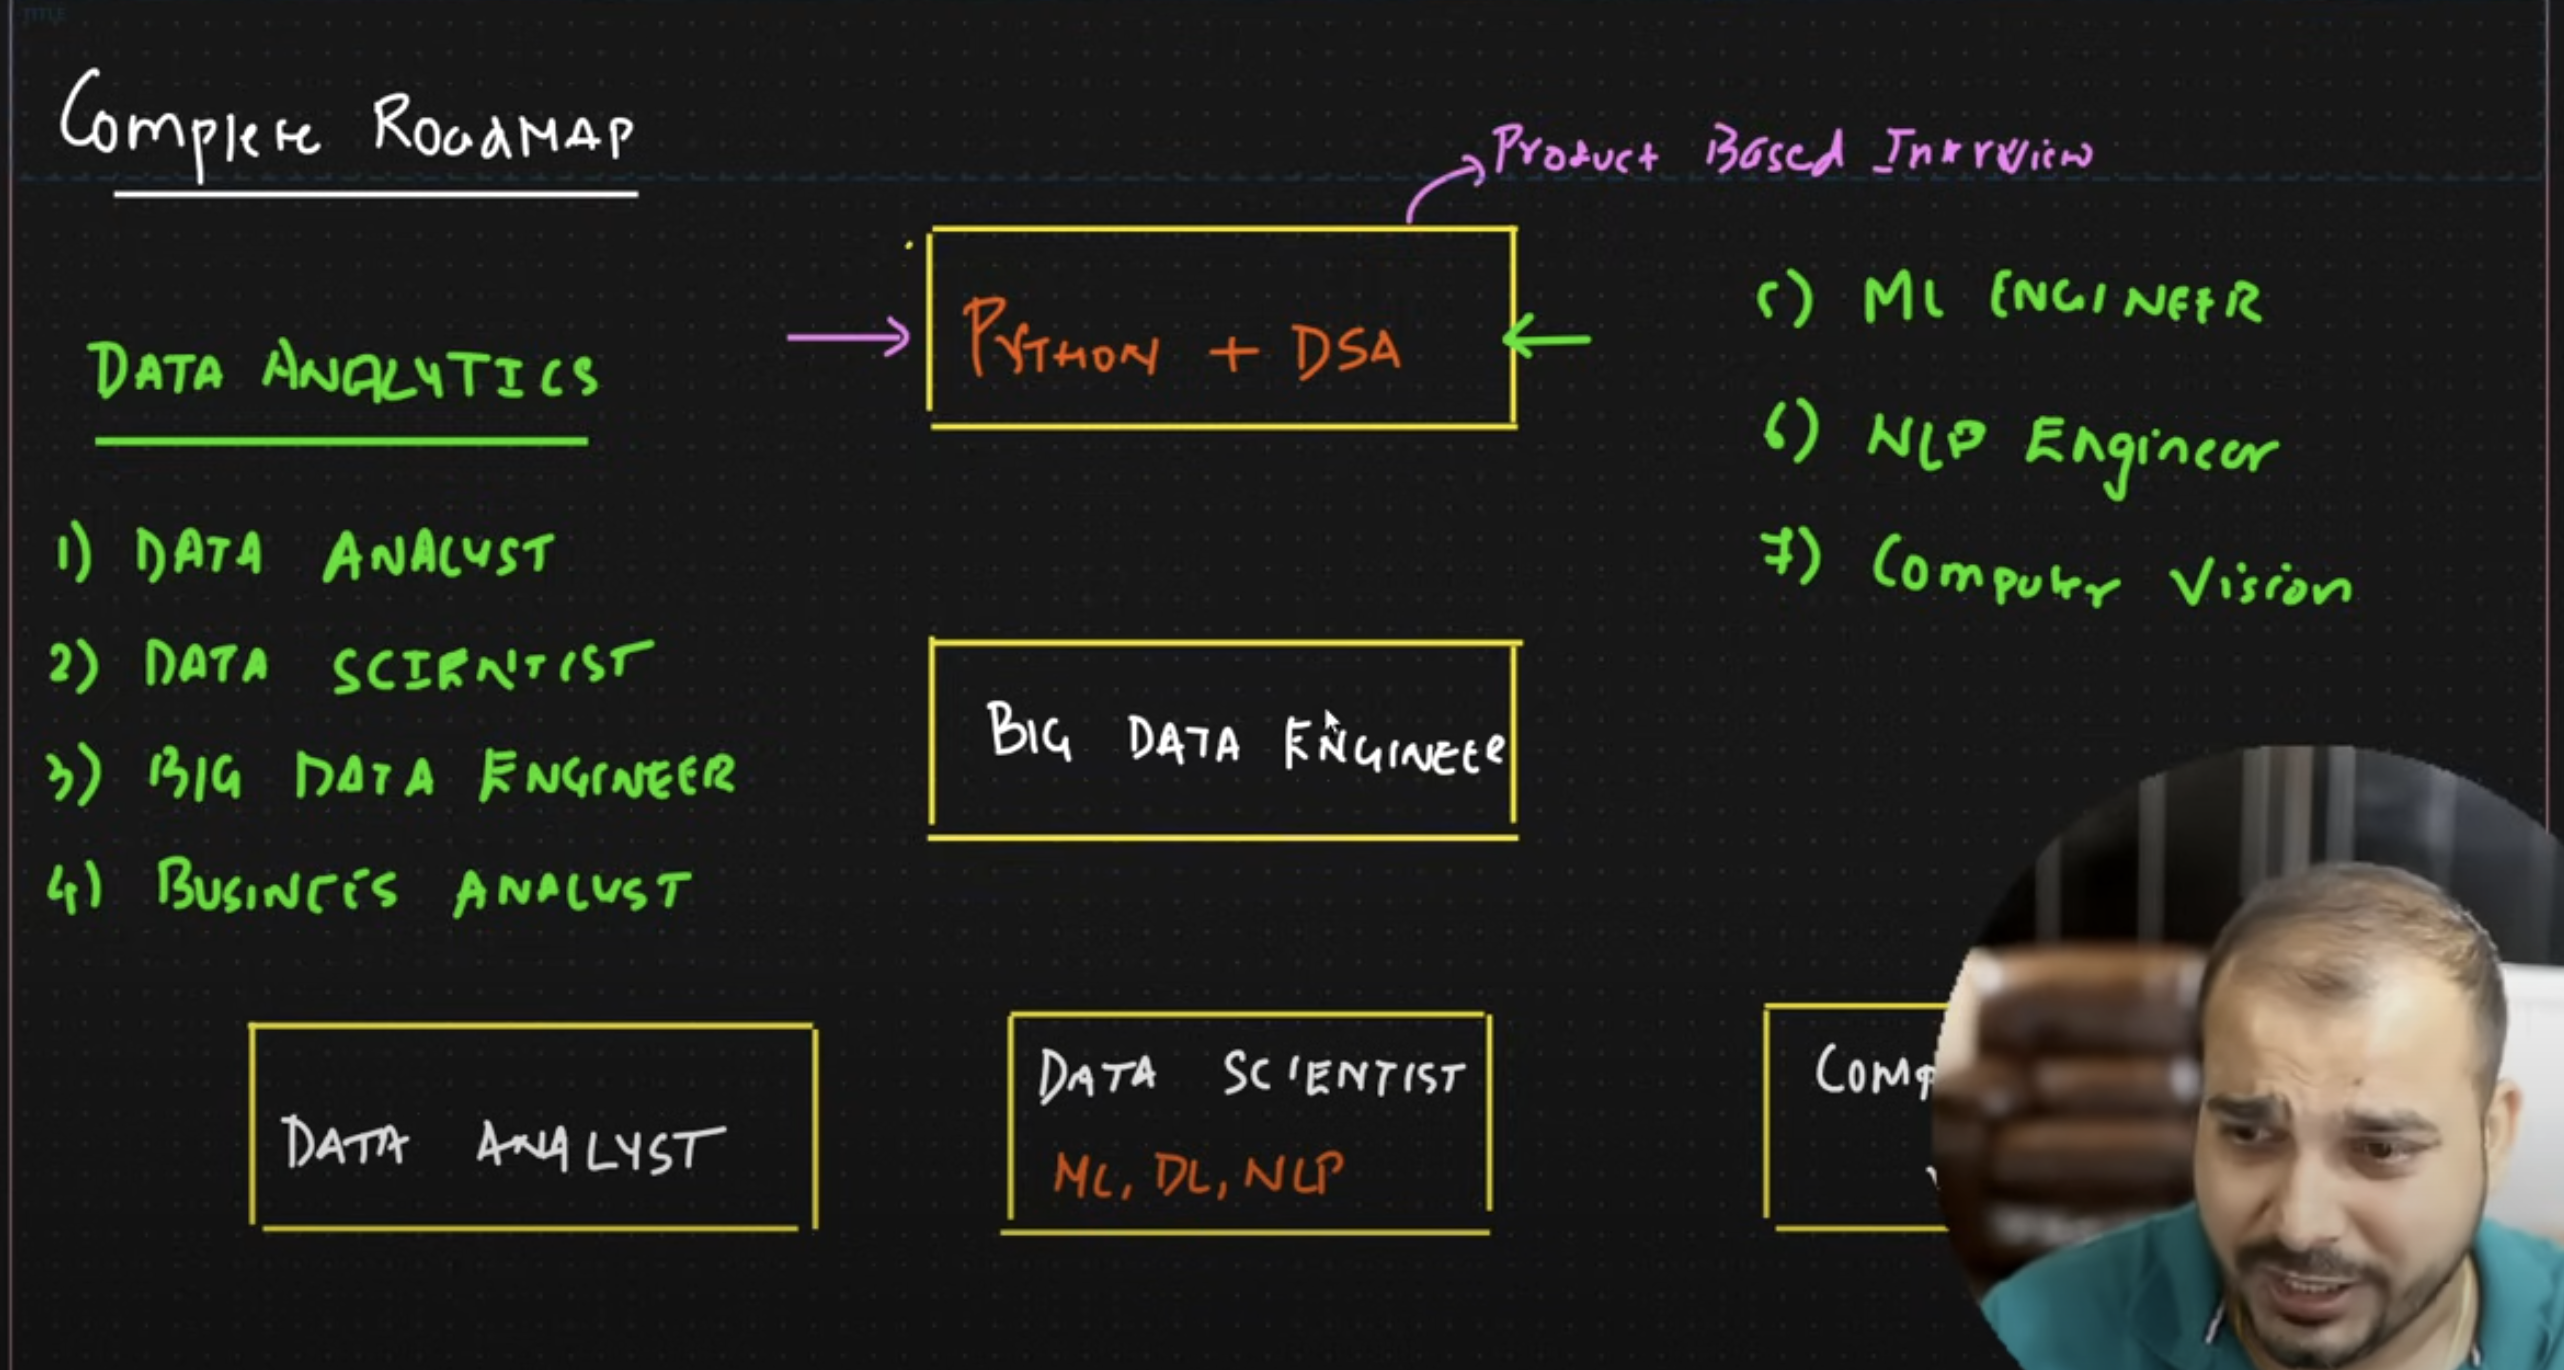 TITLE
Complete RoadMAP
Product Based Interview
PYTHON + DSA
DATA ANALYTICS
1) DATA ANALYST
2) DATA SCIENTIST
3) BIG DATA ENGINEER
4) BUSINESS ANALYST
5) ML ENGINEER
6) NLP Engineer
7) Computer Vision
BIG DATA ENGINEER
DATA ANALYST
DATA SCIENTIST
ML, DL, NLP
COMP